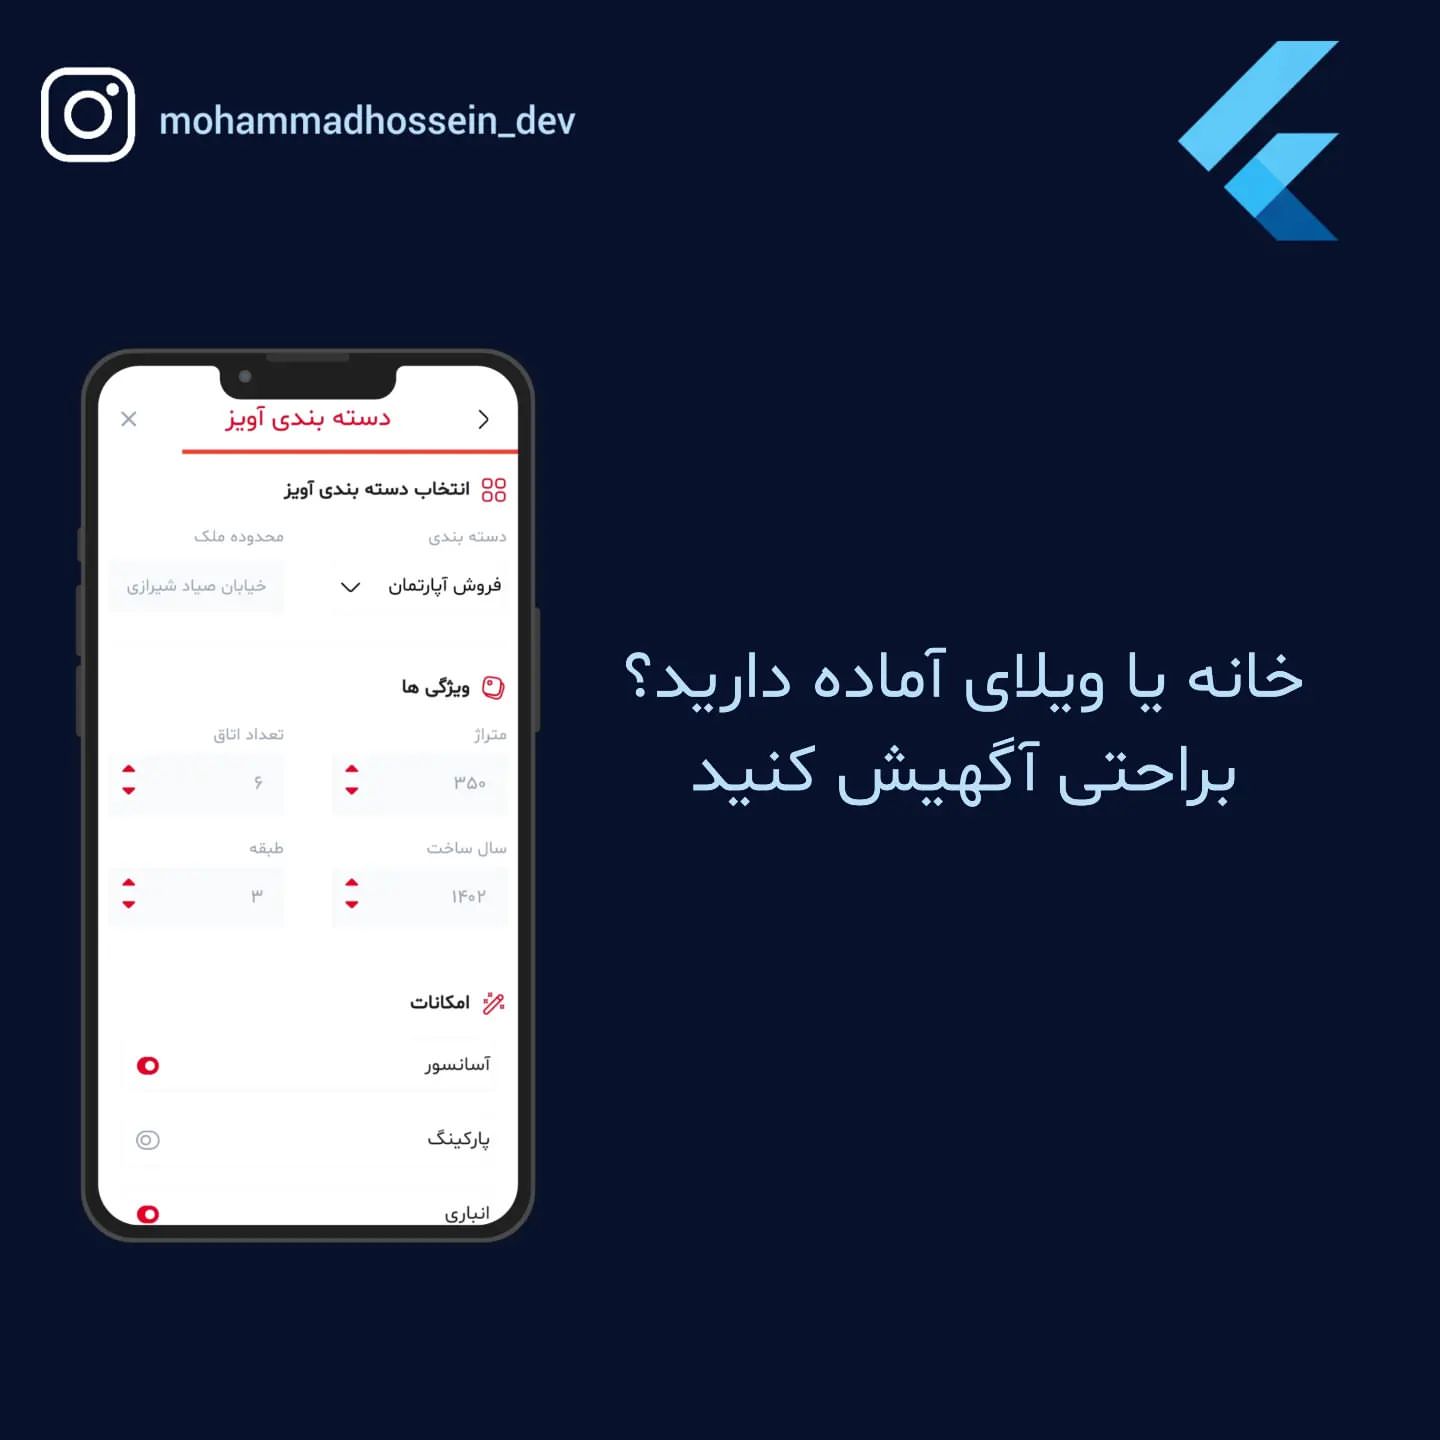 mohammadhossein_dev
دسته بندی آویز
انتخاب دسته بندی آویز
دسته بندی
محدوده ملک
فروش آپارتمان
خیابان صیاد شیرازی
ویژگی ها
متراژ
تعداد اتاق
۳۵۰
۶
سال ساخت
طبقه
۱۴۰۲
۳
امکانات
آسانسور
پارکینگ
انباری
خانه یا ویلای آماده دارید؟
براحتی آگهیش کنید